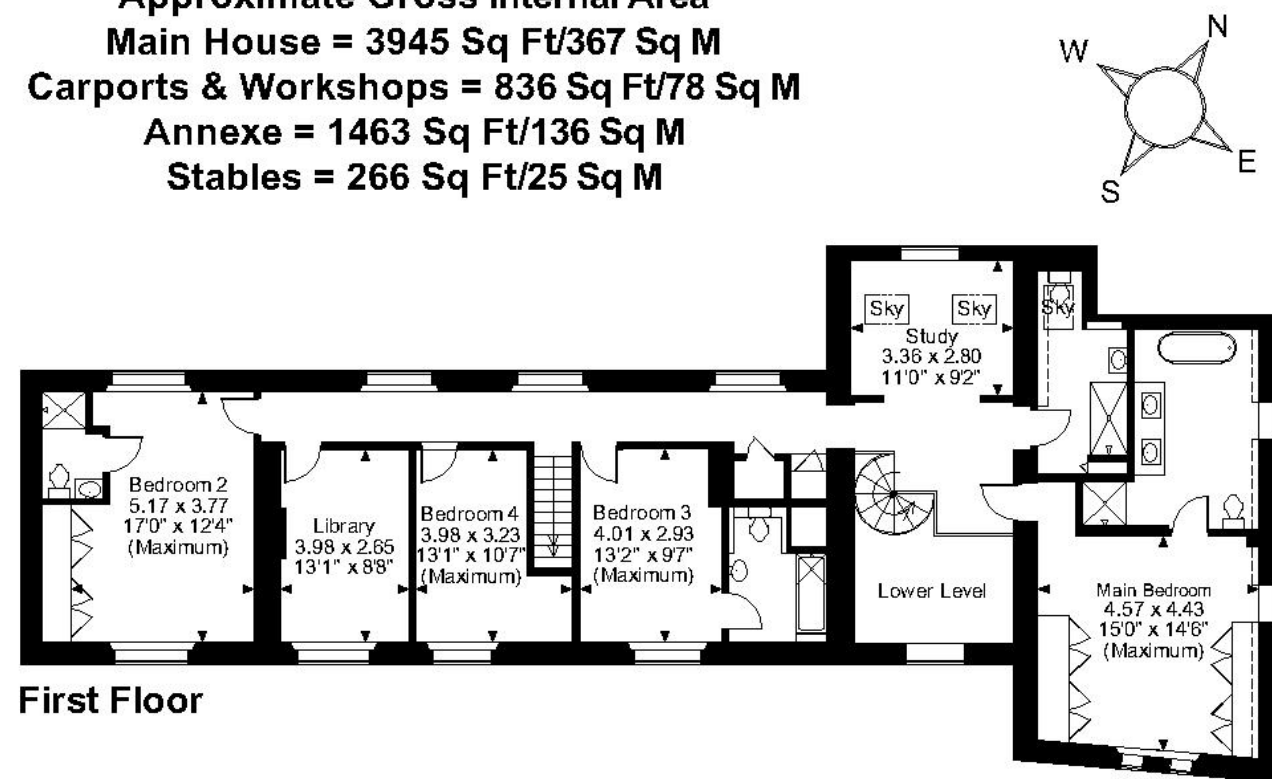 Approximate Gross Internal Area
Main House = 3945 Sq Ft/367 Sq M
Carports & Workshops = 836 Sq Ft/78 Sq M
Annexe = 1463 Sq Ft/136 Sq M
Stables = 266 Sq Ft/25 Sq M
N
W
E
S
Sky
Sky
Sky
Study
3.36 x 2.80
11'0" x 9'2"
Bedroom 2
5.17 x 3.77
17'0" x 12'4"
(Maximum)
Library
3.98 x 2.65
13'1" x 8'8"
Bedroom 4
3.98 x 3.23
13'1" x 10'7"
(Maximum)
Bedroom 3
4.01 x 2.93
13'2" x 9'7"
(Maximum)
Lower Level
Main Bedroom
4.57 x 4.43
15'0" x 14'6"
(Maximum)
First Floor